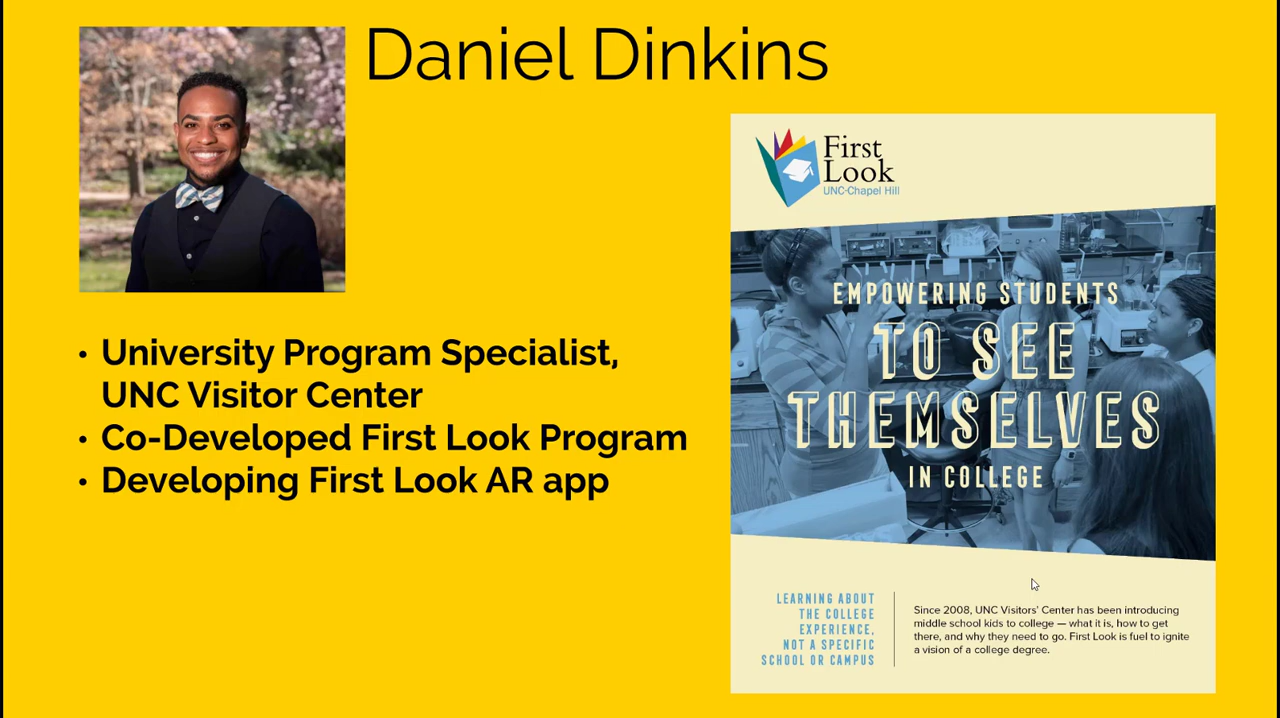 Daniel Dinkins
• University Program Specialist,
UNC Visitor Center
• Co-Developed First Look Program
• Developing First Look AR app
First
Look
UNC-Chapel Hill
EMPOWERING STUDENTS
TO SEE
THEMSELVES
IN COLLEGE
LEARNING ABOUT
THE COLLEGE
EXPERIENCE,
NOT A SPECIFIC
SCHOOL OR CAMPUS
Since 2008, UNC Visitors' Center has been introducing
middle school kids to college — what it is, how to get
there, and why they need to go. First Look is fuel to ignite
a vision of a college degree.